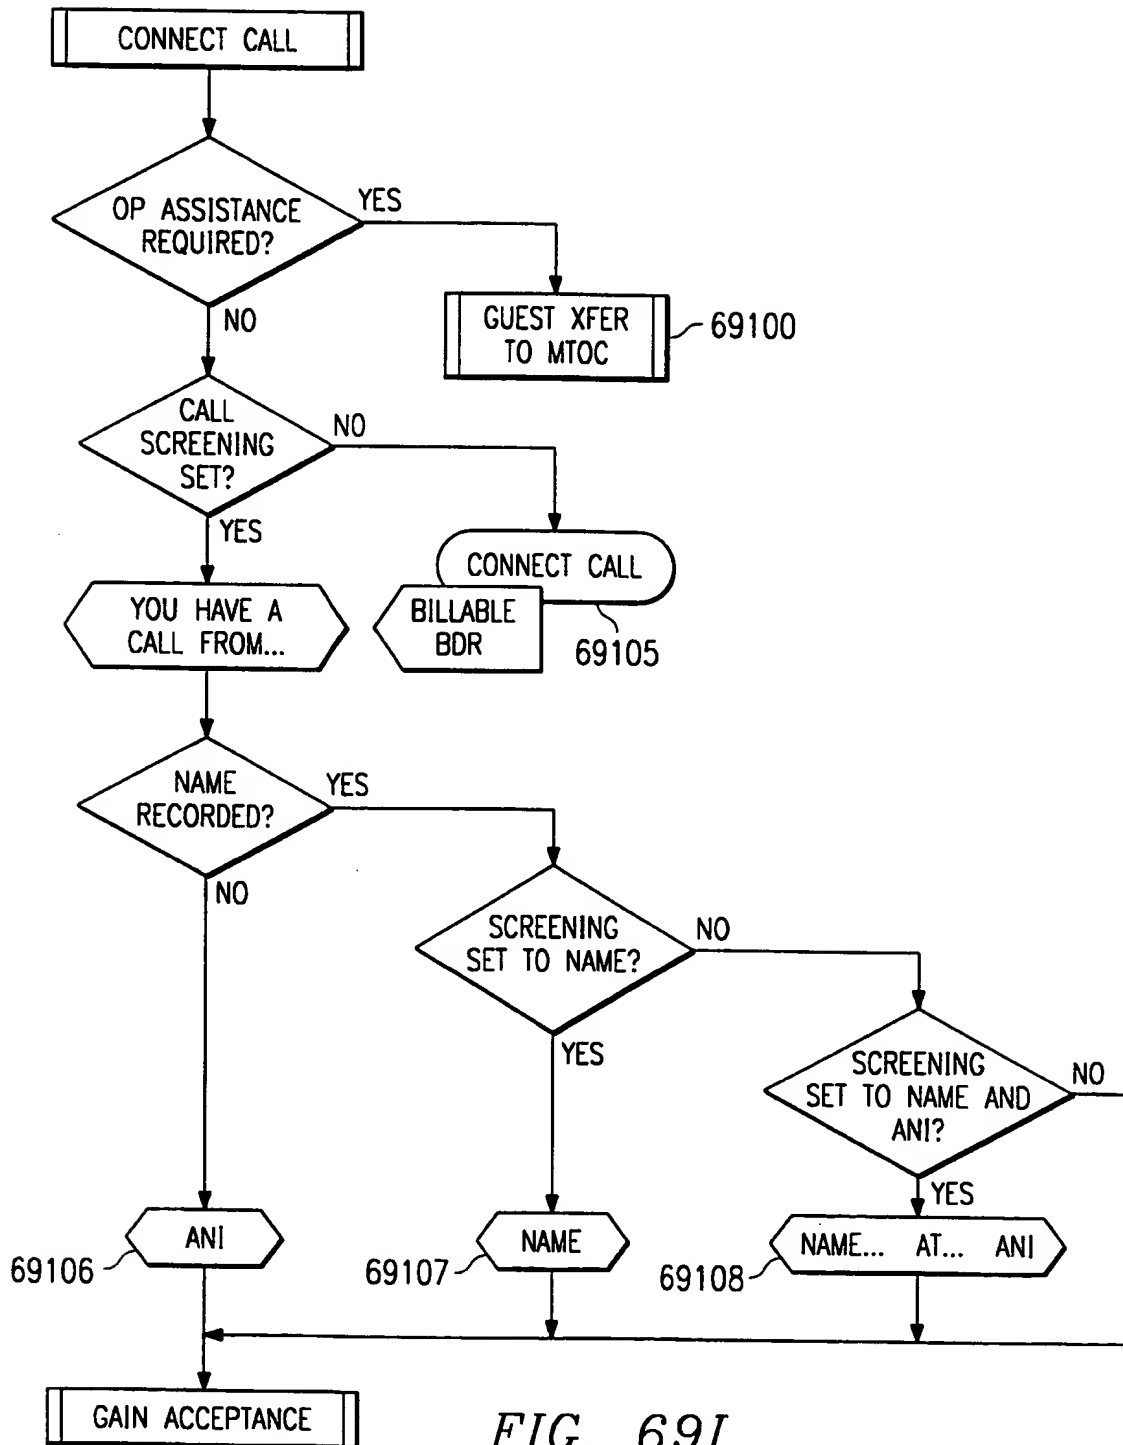 CONNECT CALL
OP ASSISTANCE
REQUIRED?
YES
NO
GUEST XFER
TO MTOC
69100
CALL
SCREENING
SET?
NO
YES
CONNECT CALL
BILLABLE
BDR
69105
YOU HAVE A
CALL FROM...
NAME
RECORDED?
YES
NO
SCREENING
SET TO NAME?
NO
YES
SCREENING
SET TO NAME AND
ANI?
NO
YES
ANI
69106
NAME
69107
NAME... AT... ANI
69108
GAIN ACCEPTANCE
FIG. 69I